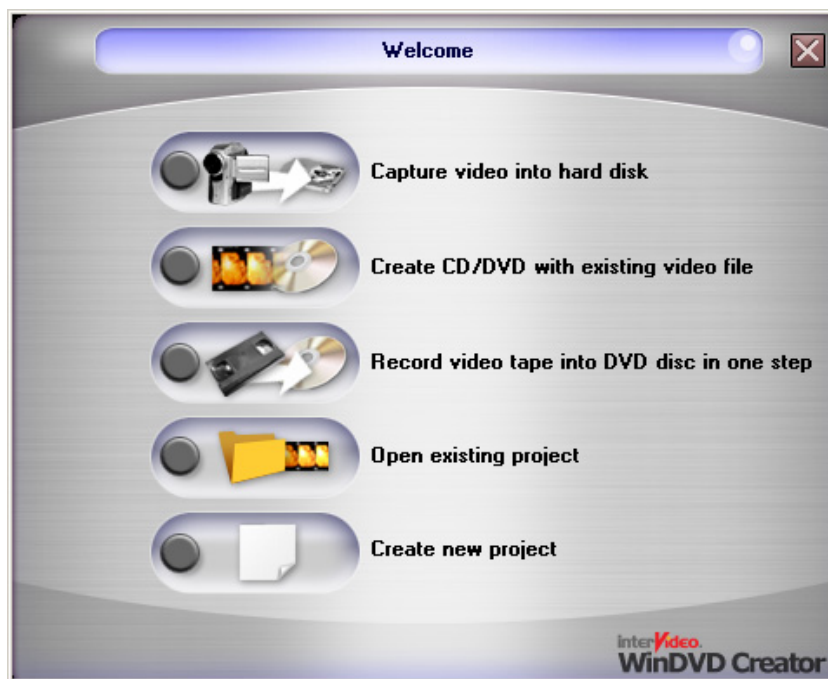 Welcome
Capture video into hard disk
Create CD/DVD with existing video file
Record video tape into DVD disc in one step
Open existing project
Create new project
interVideo.
WinDVD Creator